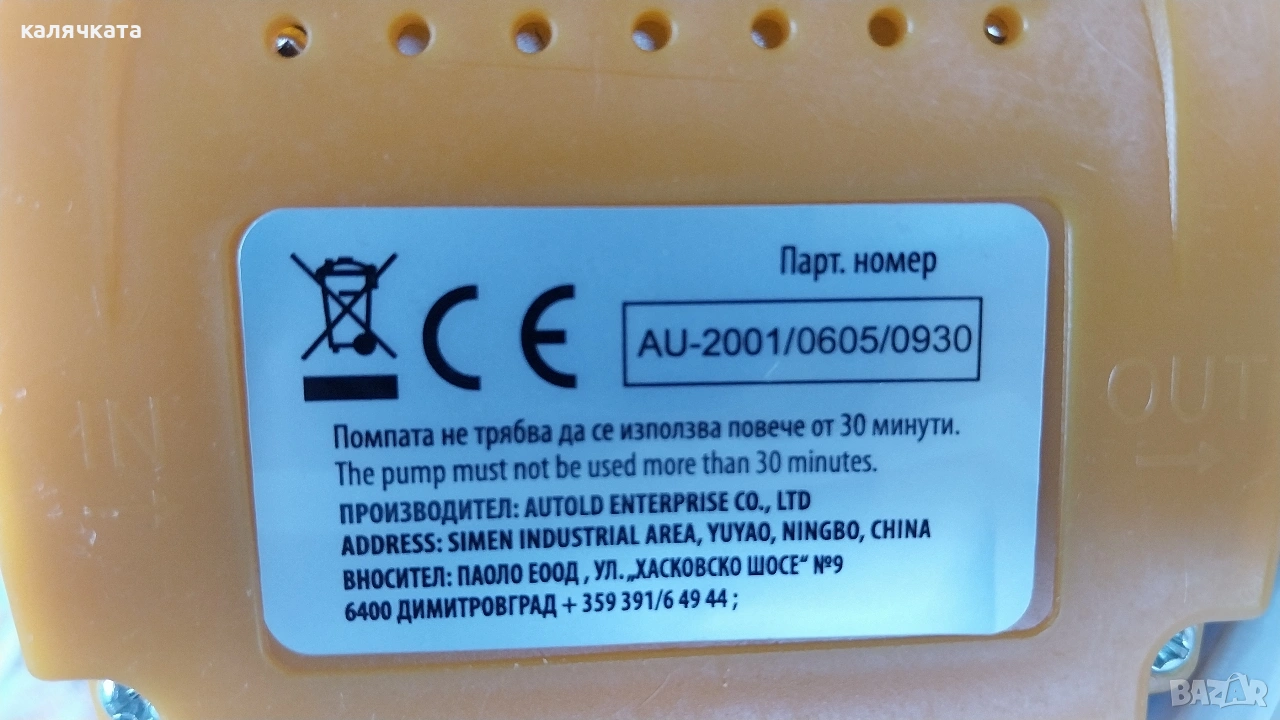 калячката
Парт. номер
CE
AU-2001/0605/0930
IN
OUT
Помпата не трябва да се използва повече от 30 минути.
The pump must not be used more than 30 minutes.
ПРОИЗВОДИТЕЛ: AUTOLD ENTERPRISE CO., LTD
ADDRESS: SIMEN INDUSTRIAL AREA, YUYAO, NINGBO, CHINA
ВНОСИТЕЛ: ПАОЛО ЕООД , УЛ. „ХАСКОВСКО ШОСЕ“ №9
6400 ДИМИТРОВГРАД + 359 391/6 49 44 ;
BAZAR